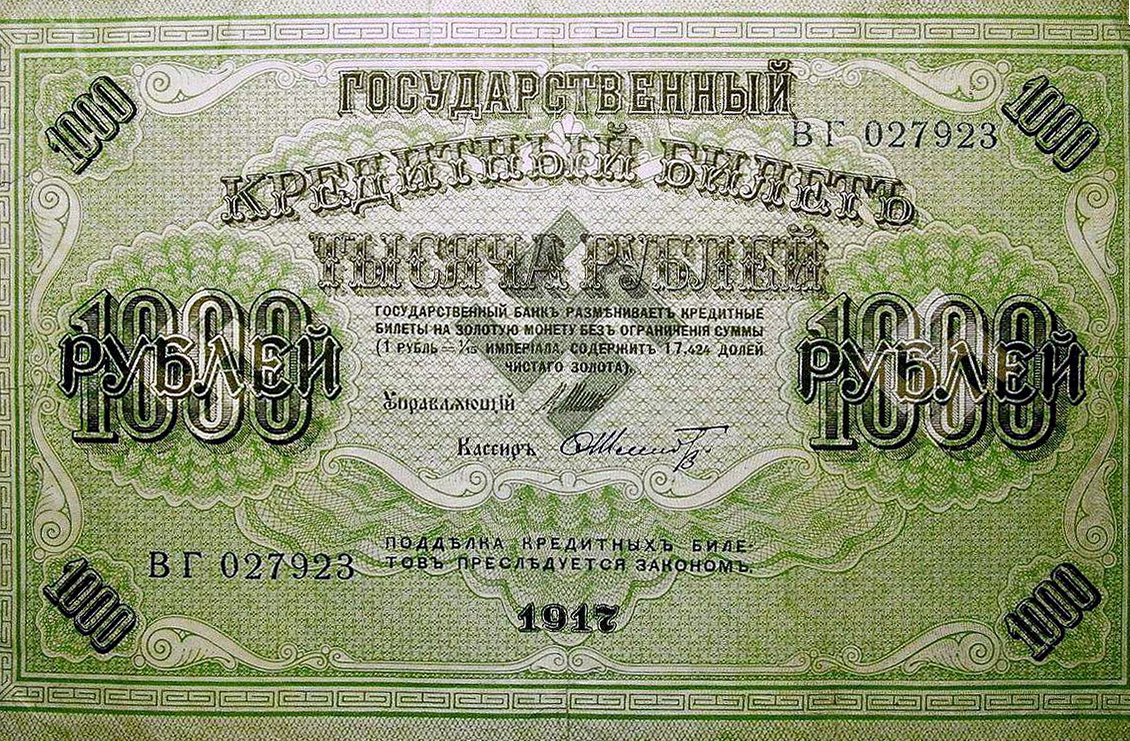 1000
1000
ГОСУДАРСТВЕННЫЙ
ВГ 027923
КРЕДИТНЫЙ БИЛЕТЪ
ТЫСЯЧА РУБЛЕЙ
1000
РУБЛЕЙ
1000
РУБЛЕЙ
ГОСУДАРСТВЕННЫЙ БАНКЪ РАЗМѢНИВАЕТЪ КРЕДИТНЫЕ
БИЛЕТЫ НА ЗОЛОТУЮ МОНЕТУ БЕЗЪ ОГРАНИЧЕНІЯ СУММЫ
(1 РУБЛЬ = 1/15 ИМПЕРІАЛА, СОДЕРЖИТЪ 17,424 ДОЛЕЙ
ЧИСТАГО ЗОЛОТА).
Управляющій
Кассиръ
ПОДДѢЛКА КРЕДИТНЫХЪ БИЛЕ-
ТОВЪ ПРЕСЛѢДУЕТСЯ ЗАКОНОМЪ.
ВГ 027923
1917
1000
1000